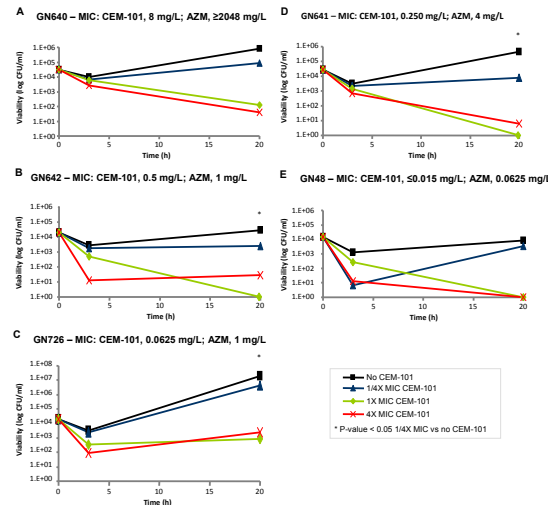 A
GN640 – MIC: CEM-101, 8 mg/L; AZM, ≥2048 mg/L
Viability (log CFU/ml)
1.E+06
1.E+05
1.E+04
1.E+03
1.E+02
1.E+01
1.E+00
0 5 10 15 20
Time (h)
B
GN642 – MIC: CEM-101, 0.5 mg/L; AZM, 1 mg/L
Viability (log CFU/ml)
1.E+06
1.E+05
1.E+04
1.E+03
1.E+02
1.E+01
1.E+00
*
0 5 10 15 20
Time (h)
C
GN726 – MIC: CEM-101, 0.0625 mg/L; AZM, 1 mg/L
Viability (log CFU/ml)
1.E+08
1.E+07
1.E+06
1.E+05
1.E+04
1.E+03
1.E+02
1.E+01
1.E+00
*
0 5 10 15 20
Time (h)
D
GN641 – MIC: CEM-101, 0.250 mg/L; AZM, 4 mg/L
Viability (log CFU/ml)
1.E+06
1.E+05
1.E+04
1.E+03
1.E+02
1.E+01
1.E+00
*
0 5 10 15 20
Time (h)
E
GN48 – MIC: CEM-101, ≤0.015 mg/L; AZM, 0.0625 mg/L
Viability (log CFU/ml)
1.E+06
1.E+05
1.E+04
1.E+03
1.E+02
1.E+01
1.E+00
0 5 10 15 20
Time (h)
No CEM-101
1/4X MIC CEM-101
1X MIC CEM-101
4X MIC CEM-101
* P-value < 0.05 1/4X MIC vs no CEM-101